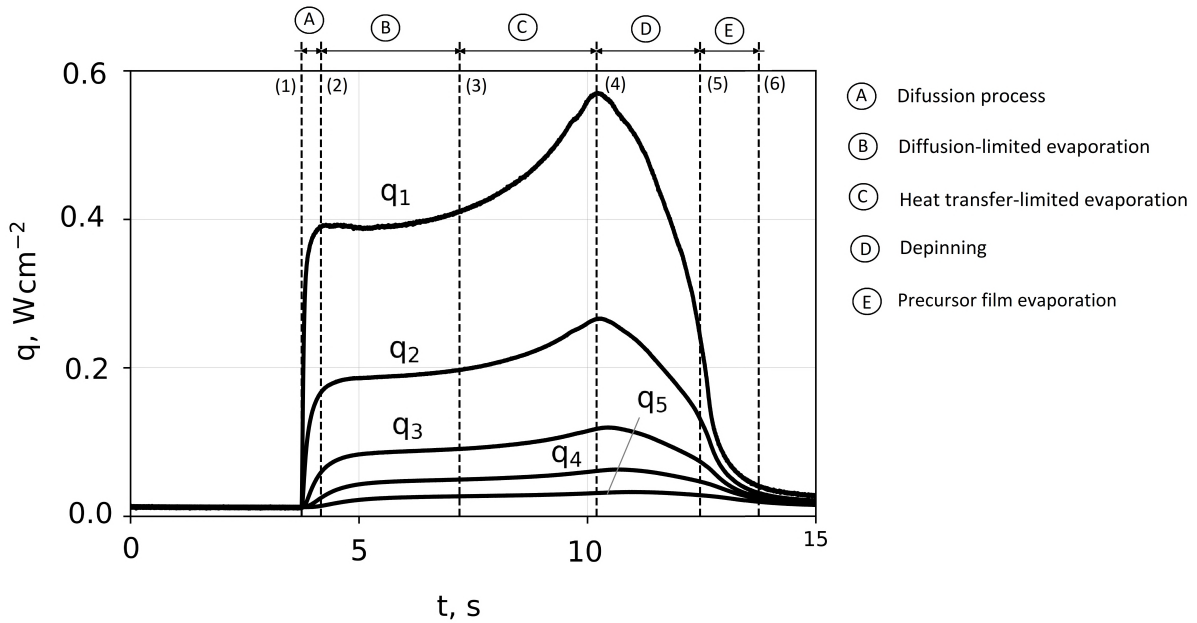 A
B
C
D
E
0.6
(1)
(2)
(3)
(4)
(5)
(6)
A Difussion process
B Diffusion-limited evaporation
C Heat transfer-limited evaporation
D Depinning
E Precursor film evaporation
q1
0.4
q, Wcm−2
q2
0.2
q5
q3
q4
0.0
0
5
10
15
t, s